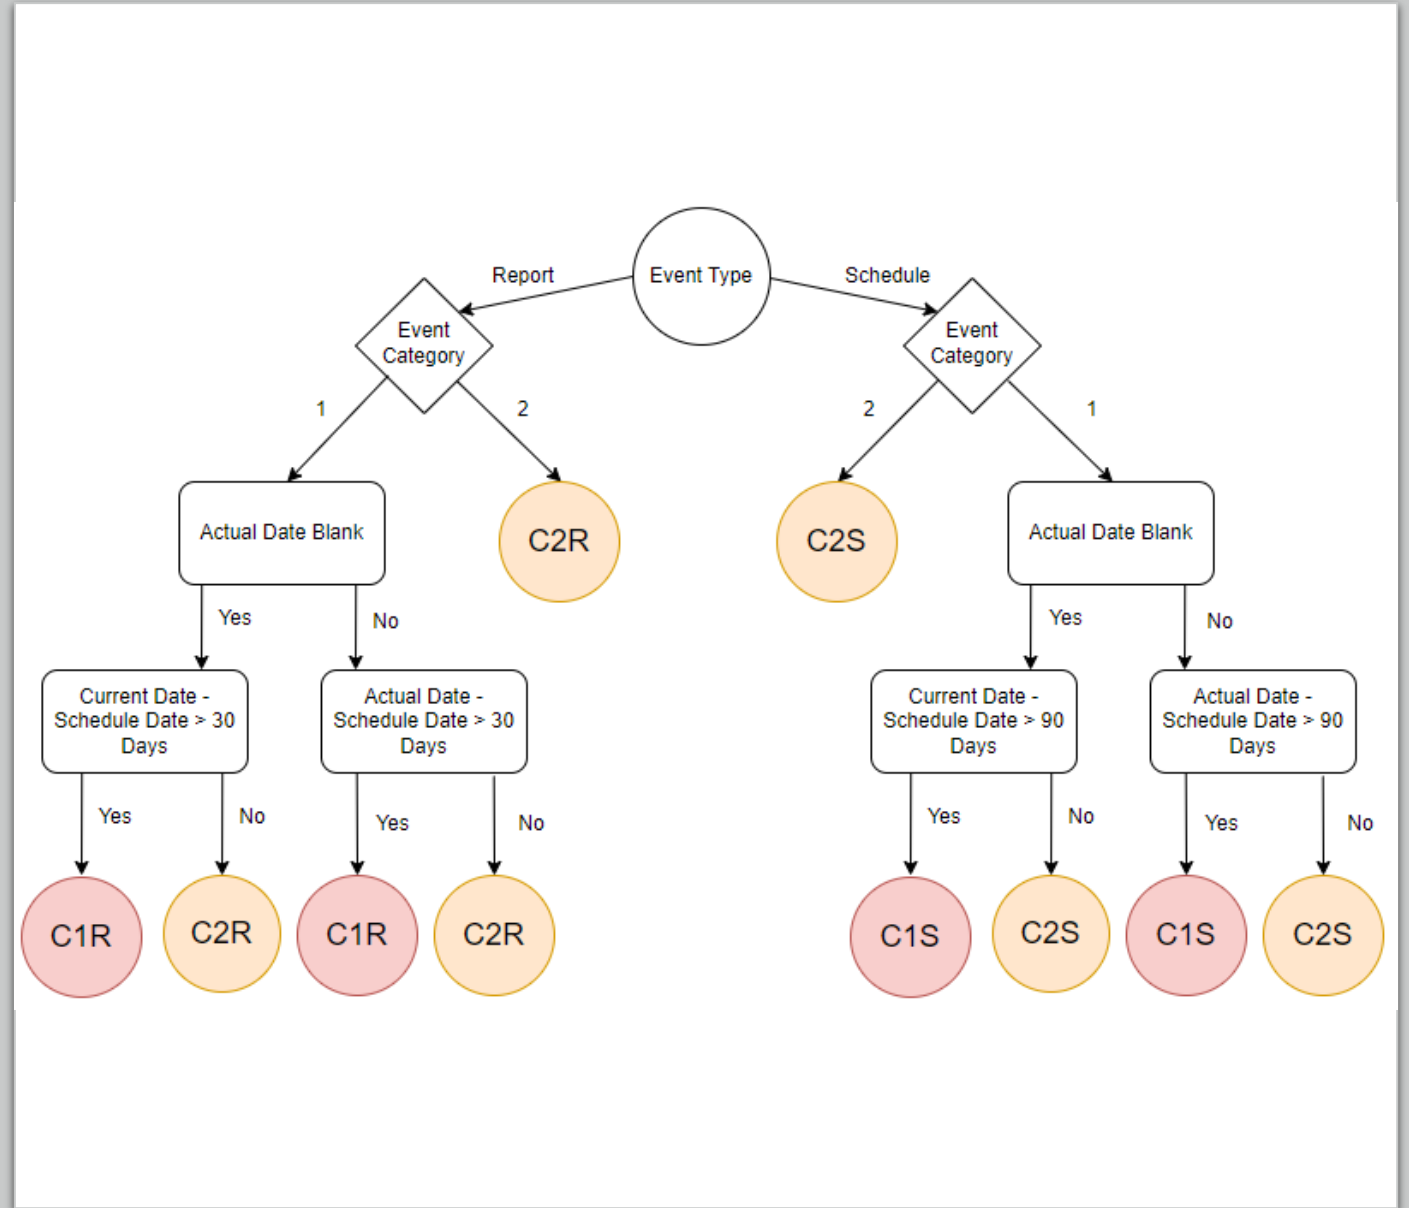 Event Type
Report
Schedule
Event
Category
Event
Category
1
2
2
1
Actual Date Blank
C2R
C2S
Actual Date Blank
Yes
No
Yes
No
Current Date -
Schedule Date > 30
Days
Actual Date -
Schedule Date > 30
Days
Current Date -
Schedule Date > 90
Days
Actual Date -
Schedule Date > 90
Days
Yes
No
Yes
No
Yes
No
Yes
No
C1R
C2R
C1R
C2R
C1S
C2S
C1S
C2S